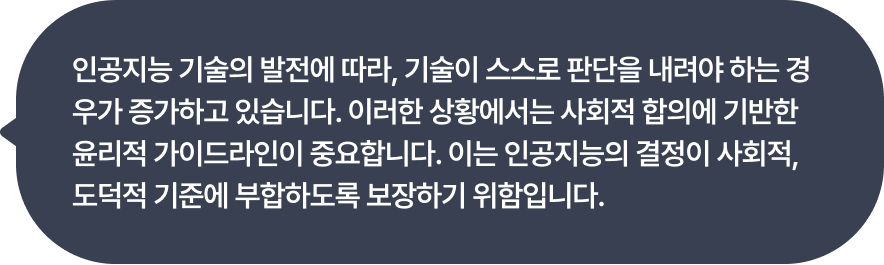 인공지능 기술의 발전에 따라, 기술이 스스로 판단을 내려야 하는 경
우가 증가하고 있습니다. 이러한 상황에서는 사회적 합의에 기반한
윤리적 가이드라인이 중요합니다. 이는 인공지능의 결정이 사회적,
도덕적 기준에 부합하도록 보장하기 위함입니다.